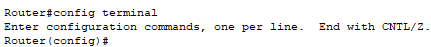 Router#config terminal
Enter configuration commands, one per line.  End with CNTL/Z.
Router(config)#